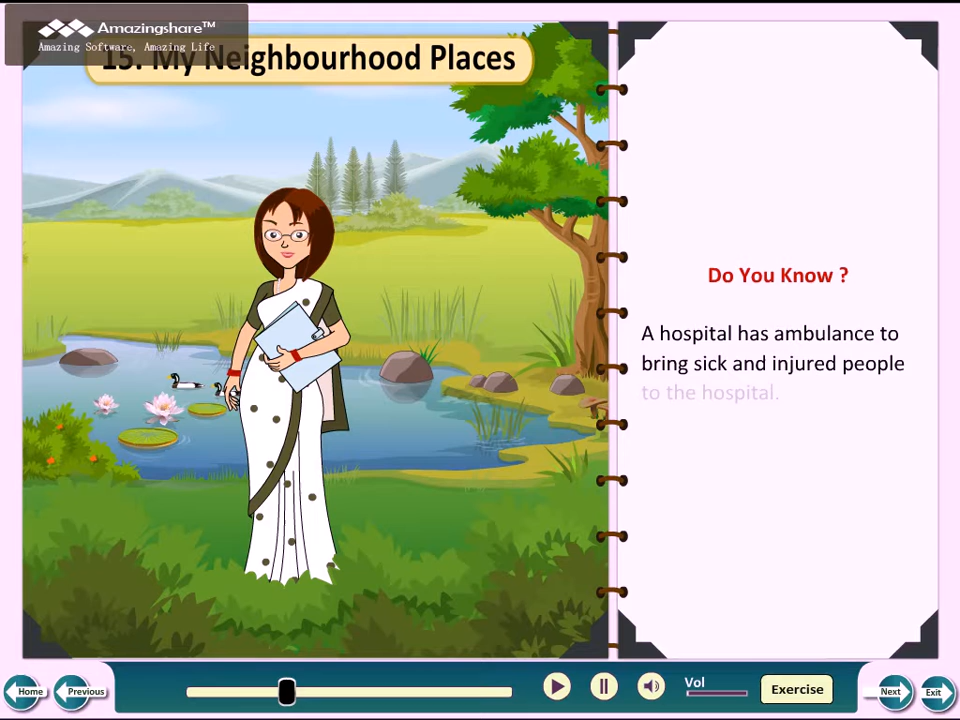 Amazingshare™
Amazing Software, Amazing Life
15. My Neighbourhood Places
Do You Know ?
A hospital has ambulance to
bring sick and injured people
to the hospital.
Home
Previous
Vol
Exercise
Next
Exit